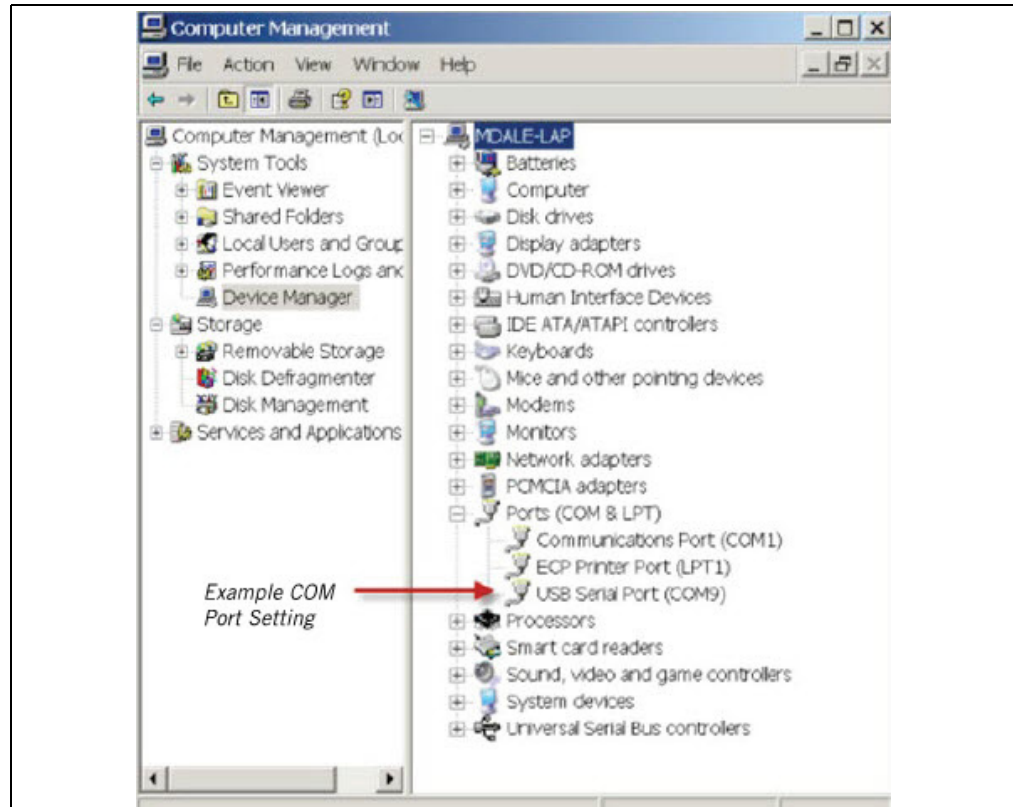 Computer Management
File Action View Window Help
Computer Management (Loc
System Tools
Event Viewer
Shared Folders
Local Users and Group
Performance Logs and
Device Manager
Storage
Removable Storage
Disk Defragmenter
Disk Management
Services and Applications
MDALE-LAP
Batteries
Computer
Disk drives
Display adapters
DVD/CD-ROM drives
Human Interface Devices
IDE ATA/ATAPI controllers
Keyboards
Mice and other pointing devices
Modems
Monitors
Network adapters
PCMCIA adapters
Ports (COM & LPT)
Communications Port (COM1)
ECP Printer Port (LPT1)
USB Serial Port (COM9)
Processors
Smart card readers
Sound, video and game controllers
System devices
Universal Serial Bus controllers
Example COM
Port Setting